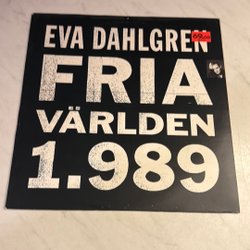 EVA DAHLGREN
FRIA
VÄRLDEN
1.989